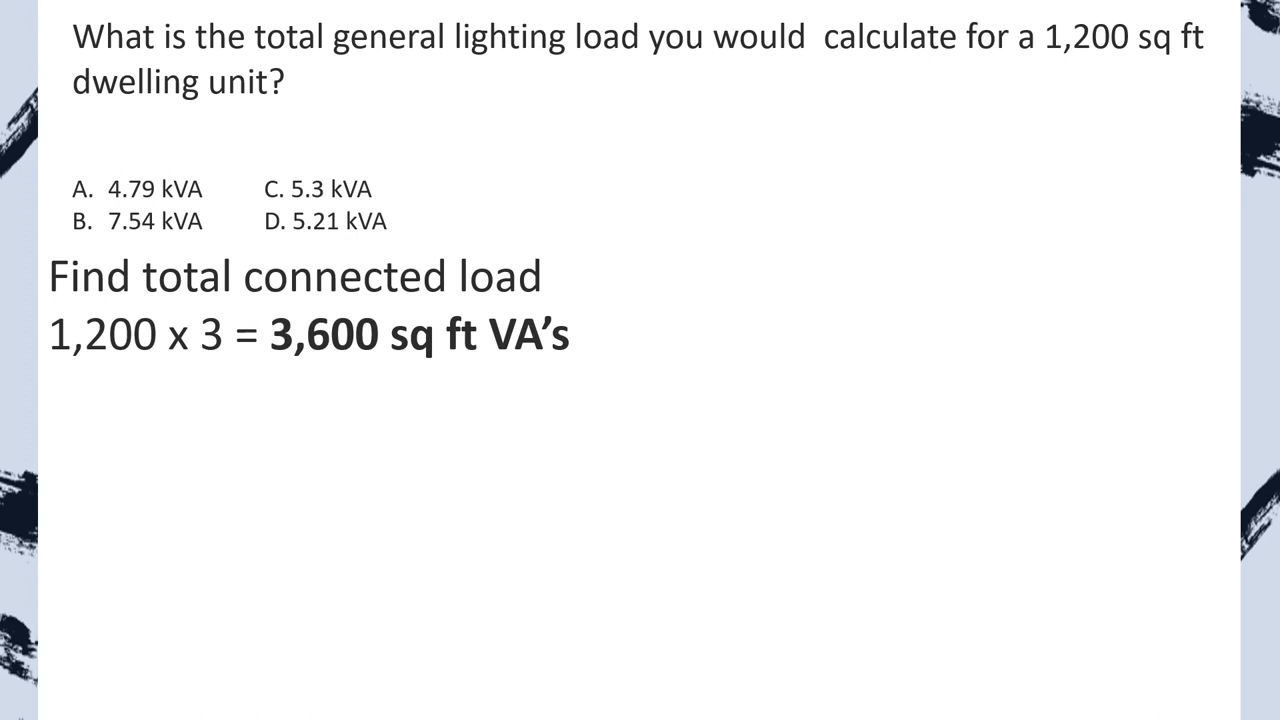 What is the total general lighting load you would  calculate for a 1,200 sq ft
dwelling unit?
A. 4.79 kVA C. 5.3 kVA
B. 7.54 kVA D. 5.21 kVA
Find total connected load
1,200 x 3 = 3,600 sq ft VA’s